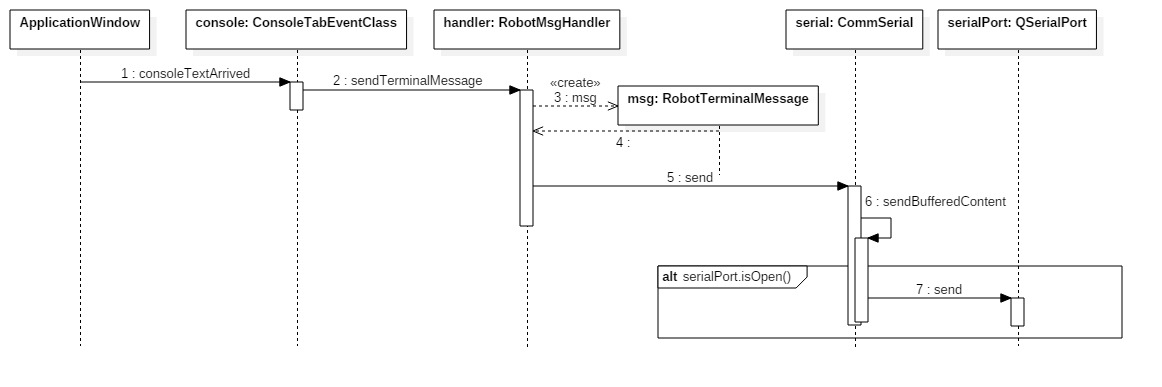 ApplicationWindow
console: ConsoleTabEventClass
handler: RobotMsgHandler
serial: CommSerial
serialPort: QSerialPort
1 : consoleTextArrived
2 : sendTerminalMessage
«create»
3 : msg
msg: RobotTerminalMessage
4 :
5 : send
6 : sendBufferedContent
alt serialPort.isOpen()
7 : send